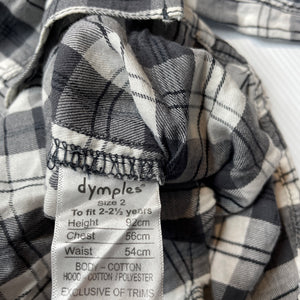 dymples
SIZE 2
To fit 2-2½ years
Height 92cm
Chest 56cm
Waist 54cm
BODY - COTTON
HOOD - COTTON / POLYESTER
EXCLUSIVE OF TRIMS